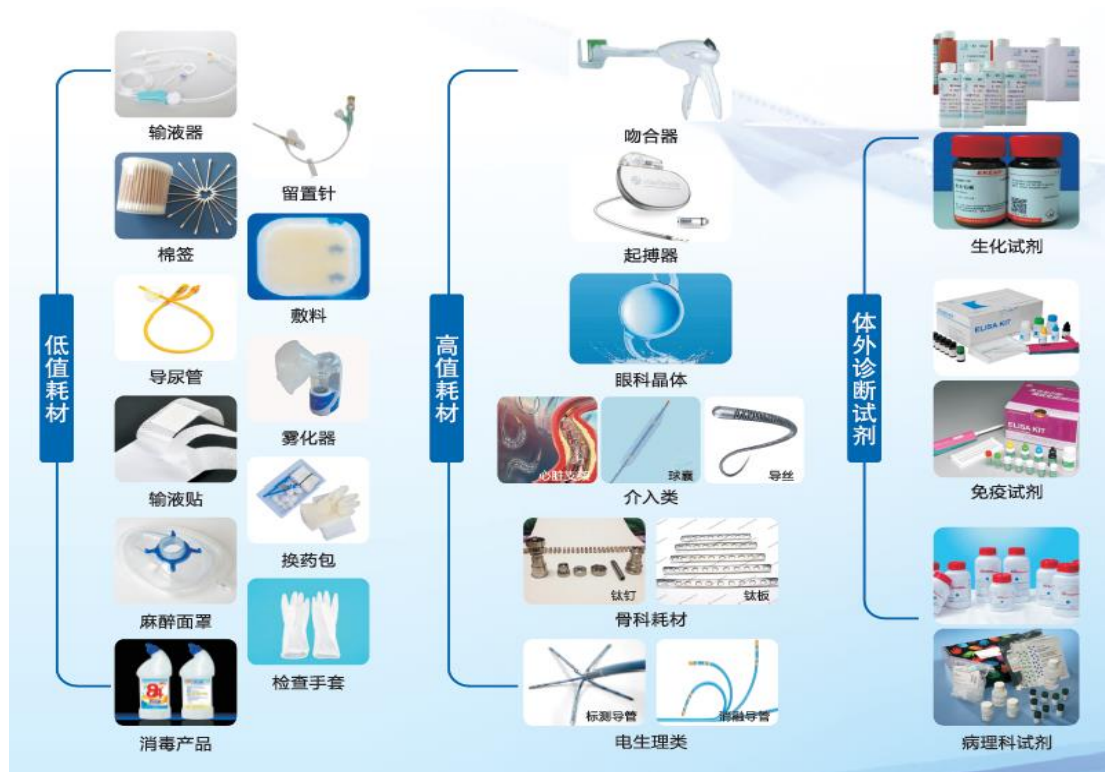 低值耗材
输液器
留置针
棉签
敷料
导尿管
雾化器
输液贴
换药包
麻醉面罩
检查手套
消毒产品
高值耗材
吻合器
起搏器
眼科晶体
心脏支架
球囊
导丝
介入类
钛钉
钛板
骨科耗材
标测导管
消融导管
电生理类
体外诊断试剂
生化试剂
ELISA KIT
ELISA KIT
免疫试剂
病理科试剂